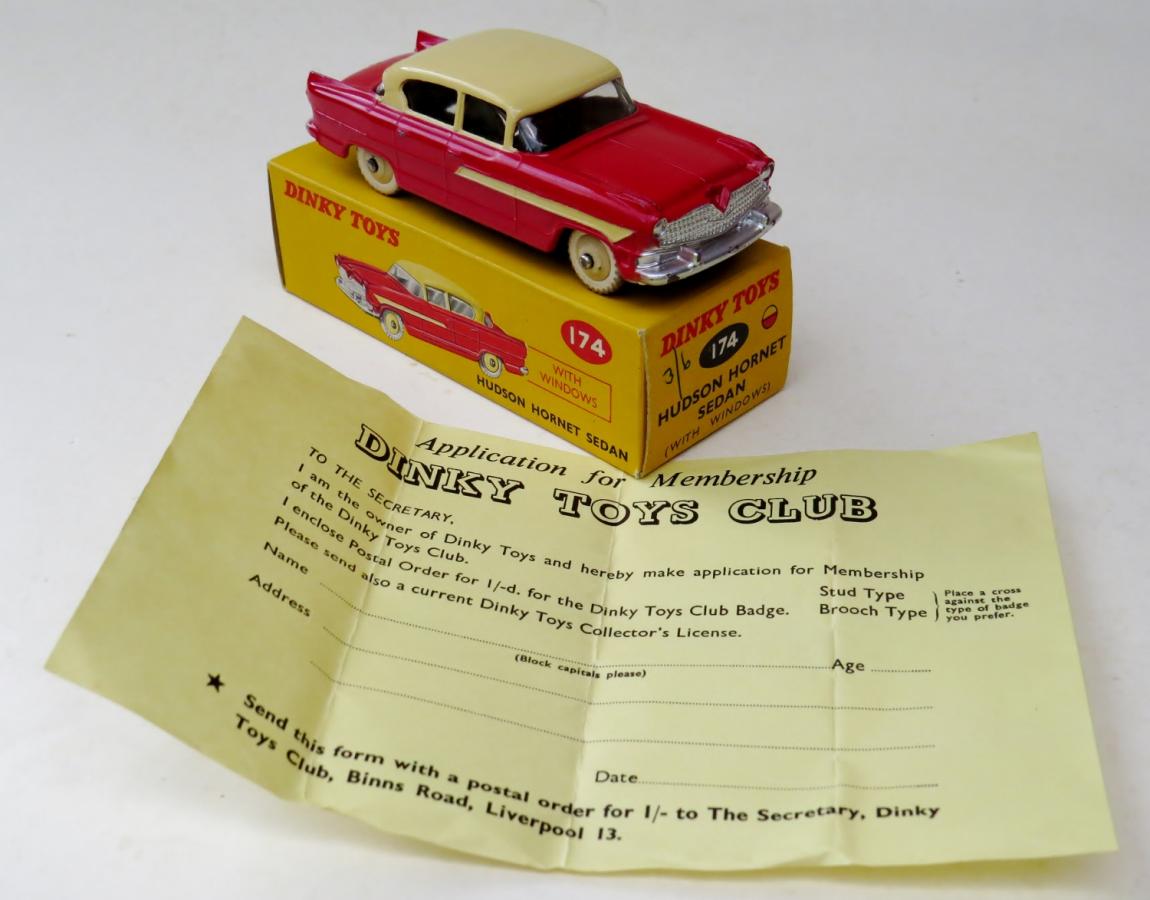 DINKY TOYS
174
WITH
WINDOWS
HUDSON HORNET SEDAN
DINKY TOYS
3/6
174
HUDSON HORNET
SEDAN
(WITH WINDOWS)
Application for Membership
DINKY TOYS CLUB
TO THE SECRETARY,
I am the owner of Dinky Toys and hereby make application for Membership
of the Dinky Toys Club.
I enclose Postal Order for 1/-d. for the Dinky Toys Club Badge.
Stud Type
Brooch Type
Place a cross
against the
type of badge
you prefer.
Please send also a current Dinky Toys Collector's License.
Name
(Block capitals please)
Age
Address
Date
★ Send this form with a postal order for 1/- to The Secretary, Dinky
Toys Club, Binns Road, Liverpool 13.